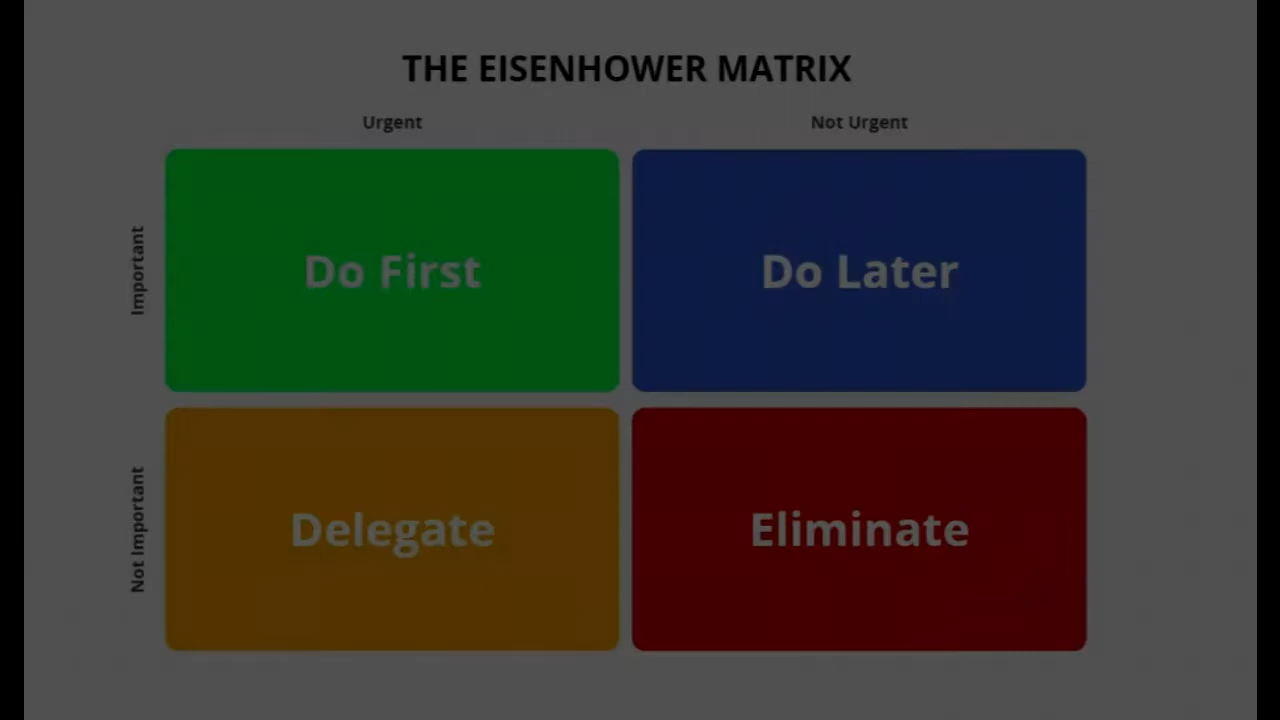 THE EISENHOWER MATRIX
Urgent
Not Urgent
Important
Do First
Do Later
Not Important
Delegate
Eliminate